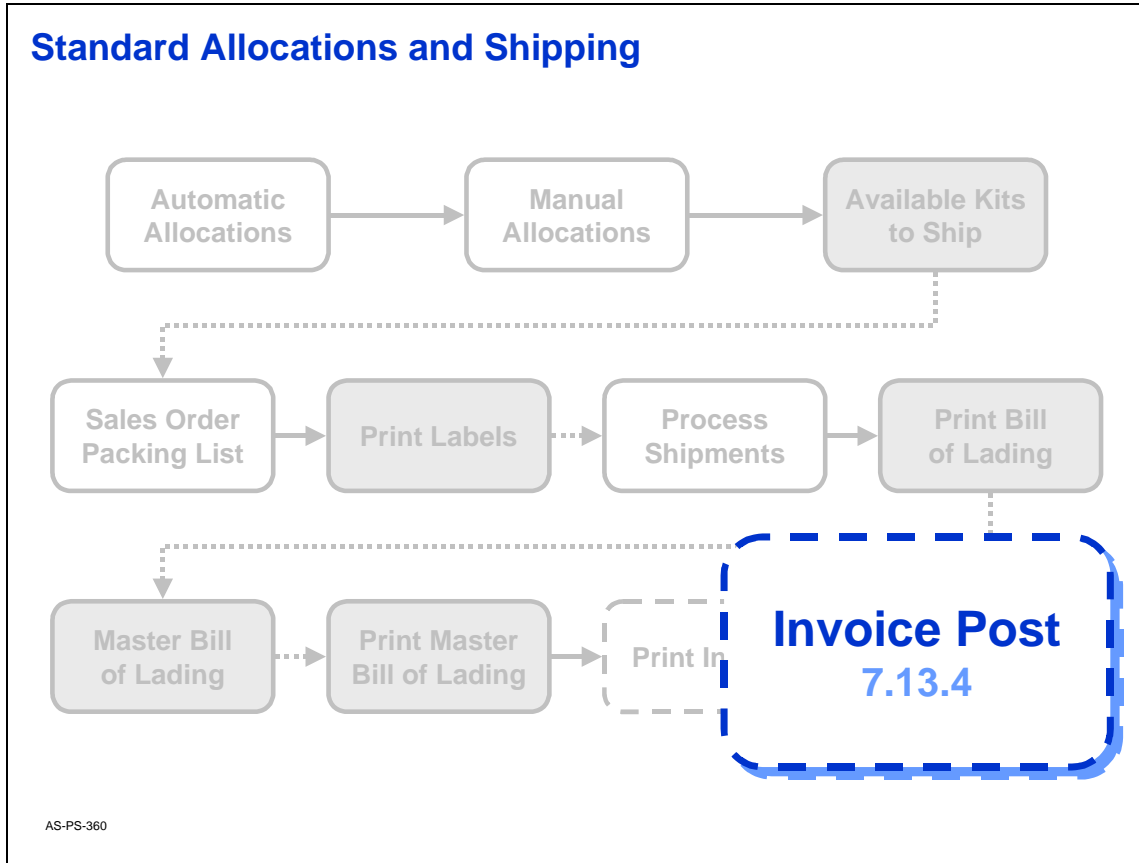 Standard Allocations and Shipping
Automatic
Allocations
Manual
Allocations
Available Kits
to Ship
Sales Order
Packing List
Print Labels
Process
Shipments
Print Bill
of Lading
Master Bill
of Lading
Print Master
Bill of Lading
Print In
Invoice Post
7.13.4
AS-PS-360